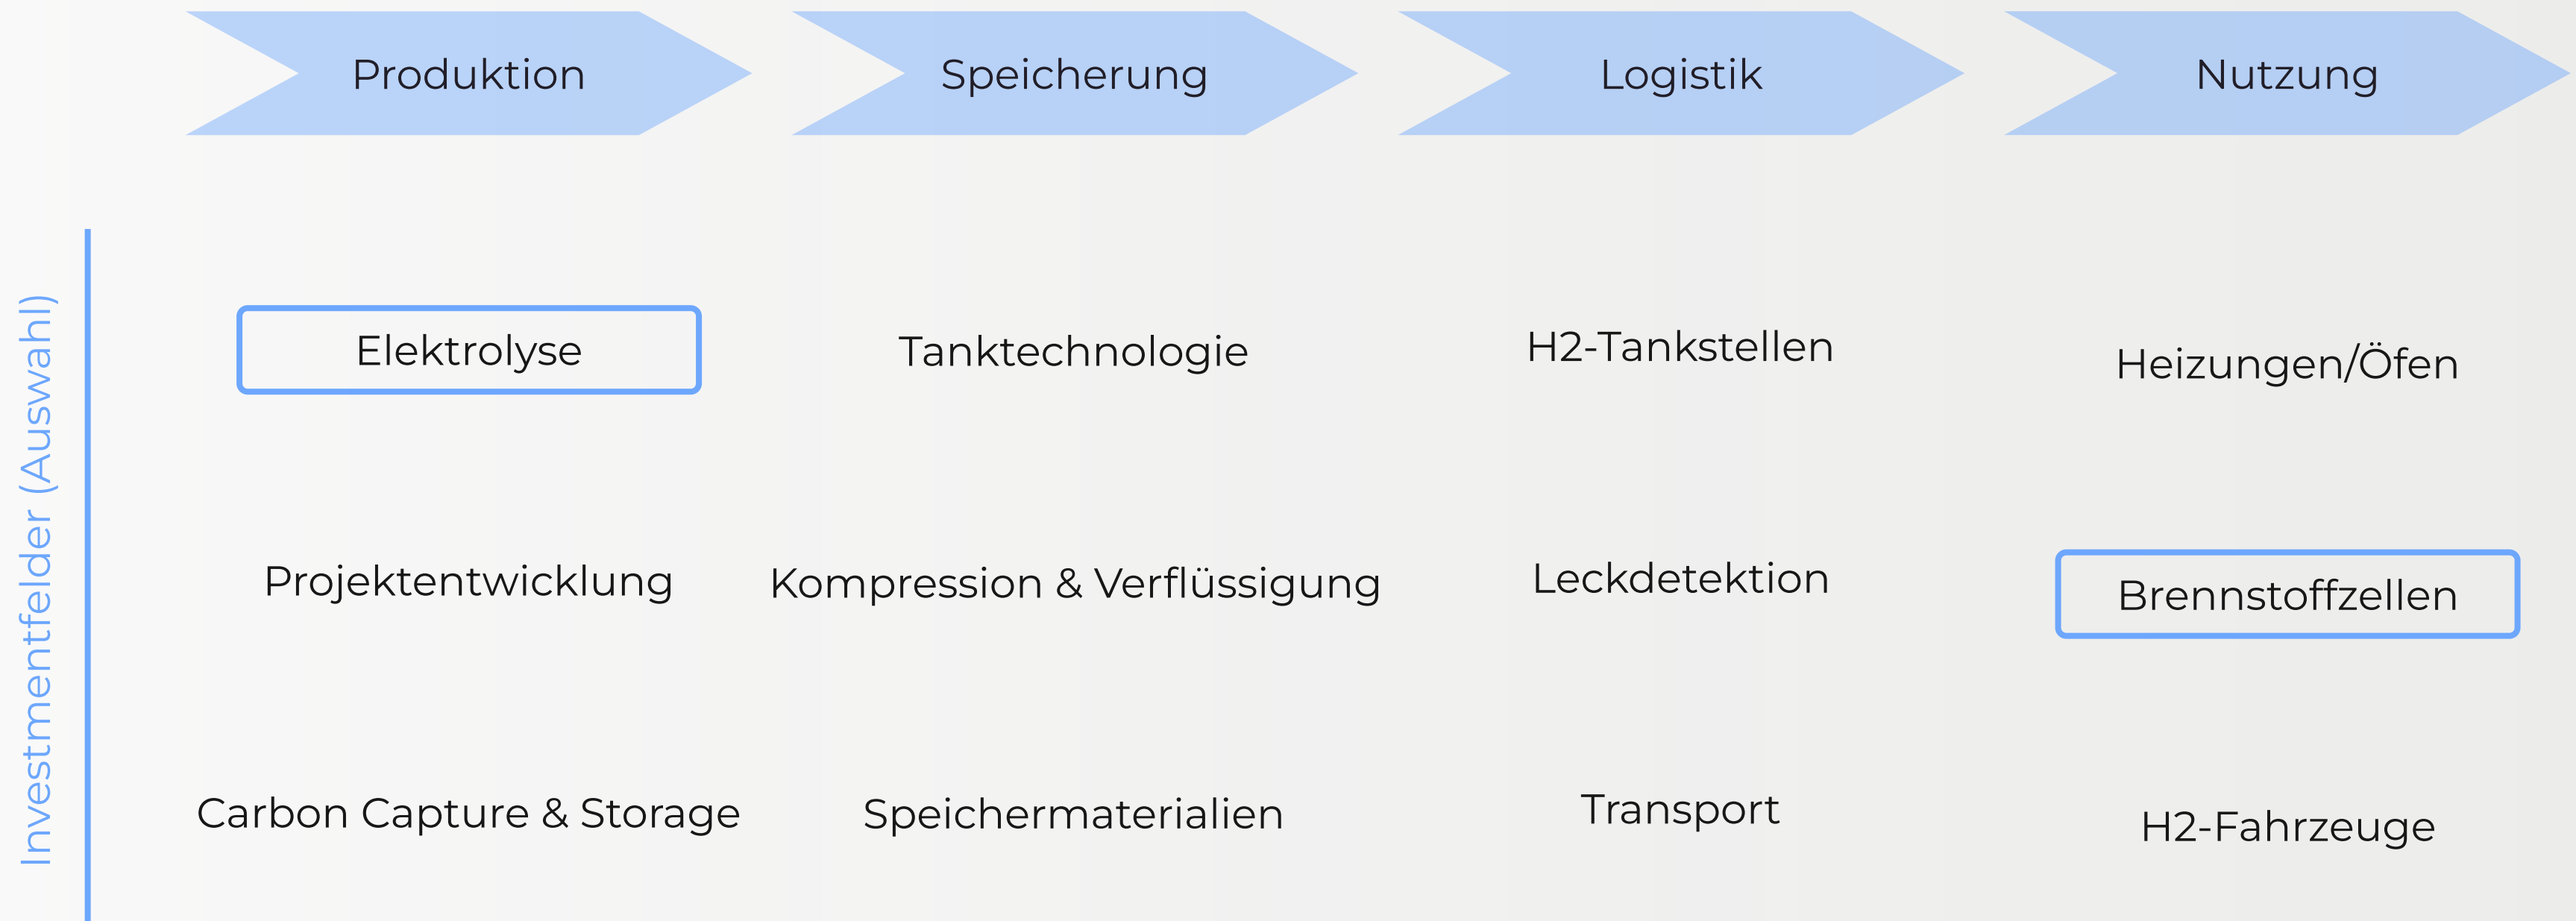 Produktion
Speicherung
Logistik
Nutzung
Investmentfelder (Auswahl)
Elektrolyse
Tanktechnologie
H2-Tankstellen
Heizungen/Öfen
Projektentwicklung
Kompression & Verflüssigung
Leckdetektion
Brennstoffzellen
Carbon Capture & Storage
Speichermaterialien
Transport
H2-Fahrzeuge